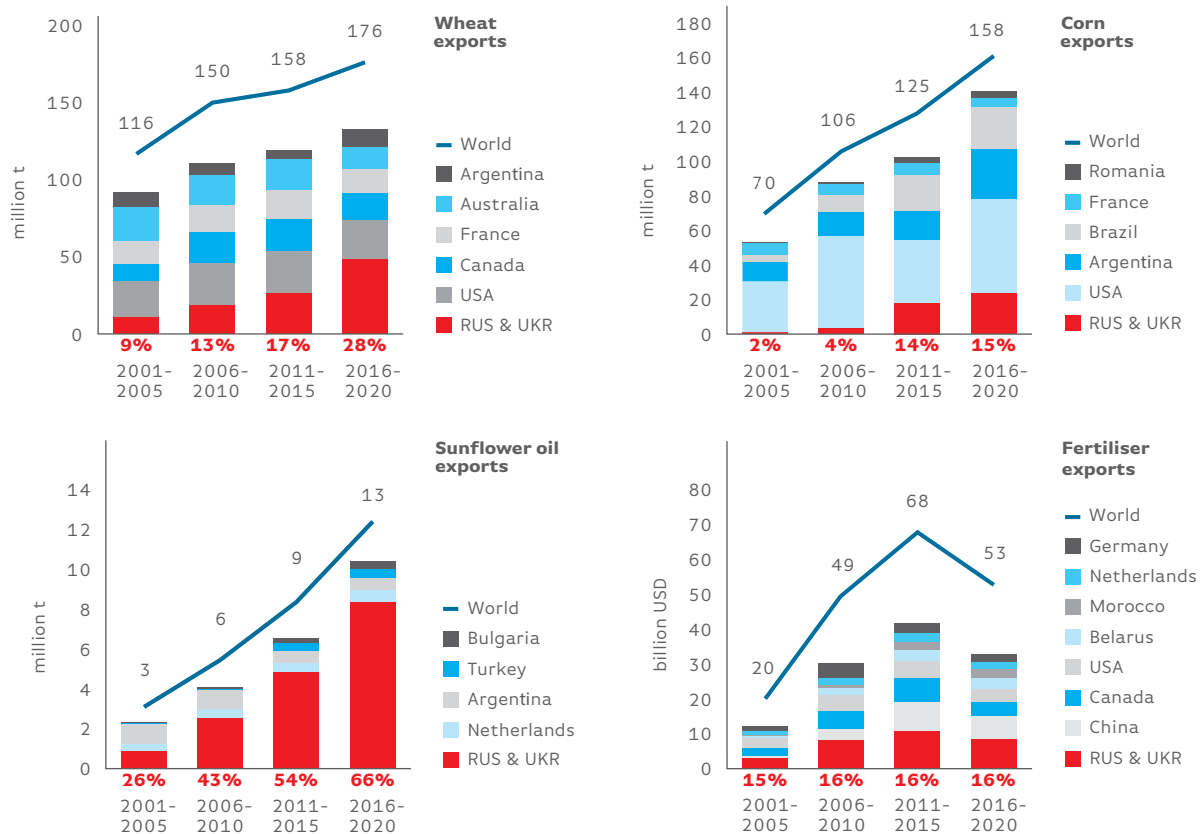 Wheat
exports
million t
200
150
100
50
0
116
150
158
176
World
Argentina
Australia
France
Canada
USA
RUS & UKR
9%
13%
17%
28%
2001-
2005
2006-
2010
2011-
2015
2016-
2020
Corn
exports
million t
180
160
140
120
100
80
60
40
20
0
70
106
125
158
World
Romania
France
Brazil
Argentina
USA
RUS & UKR
2%
4%
14%
15%
2001-
2005
2006-
2010
2011-
2015
2016-
2020
Sunflower oil
exports
million t
14
12
10
8
6
4
2
0
3
6
9
13
World
Bulgaria
Turkey
Argentina
Netherlands
RUS & UKR
26%
43%
54%
66%
2001-
2005
2006-
2010
2011-
2015
2016-
2020
Fertiliser
exports
billion USD
80
70
60
50
40
30
20
10
0
20
49
68
53
World
Germany
Netherlands
Morocco
Belarus
USA
Canada
China
RUS & UKR
15%
16%
16%
16%
2001-
2005
2006-
2010
2011-
2015
2016-
2020